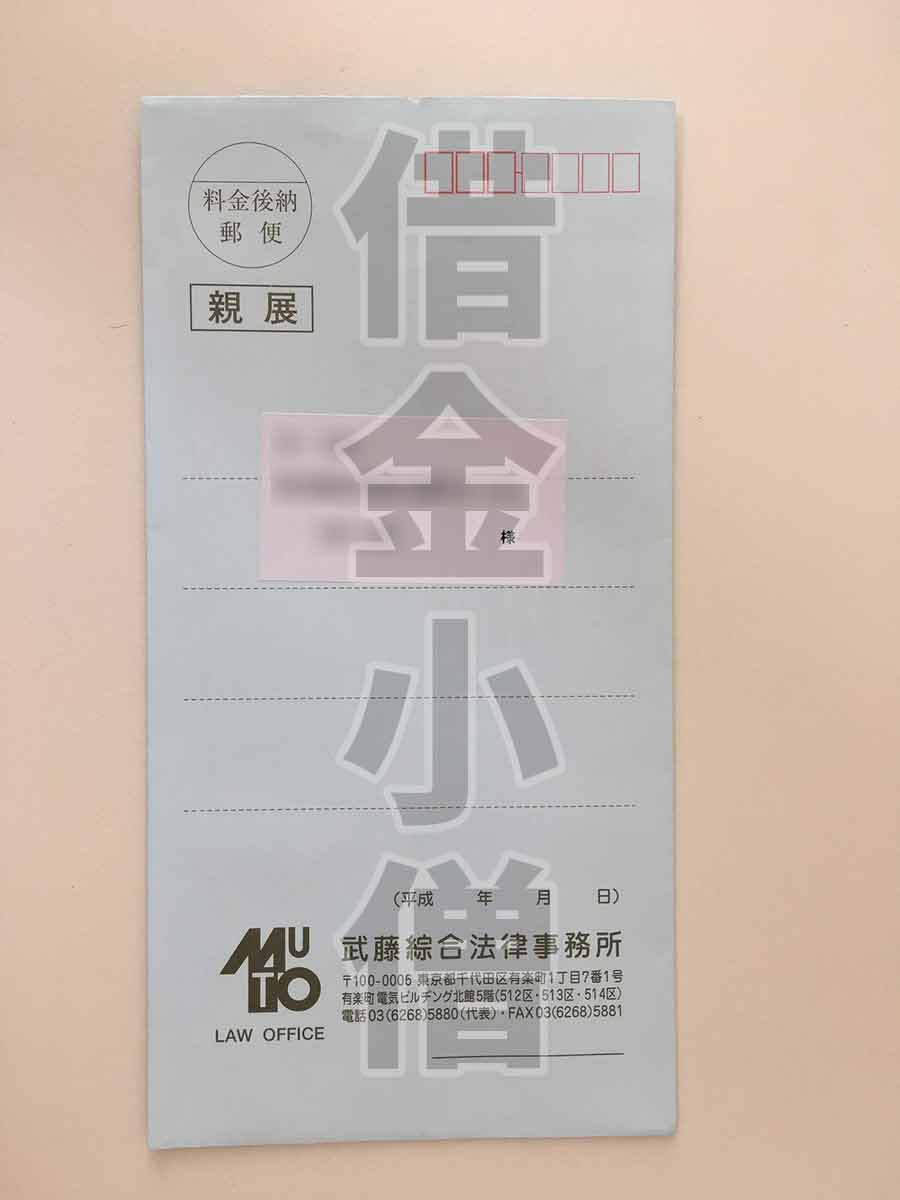 料金後納
郵便
親展
様
借金小僧
(平成 年 月 日)
MUTO
LAW OFFICE
武藤綜合法律事務所
〒100-0006 東京都千代田区有楽町1丁目7番1号
有楽町電気ビルヂング北館5階(512区・513区・514区)
電話03(6268)5880(代表)・FAX03(6268)5881